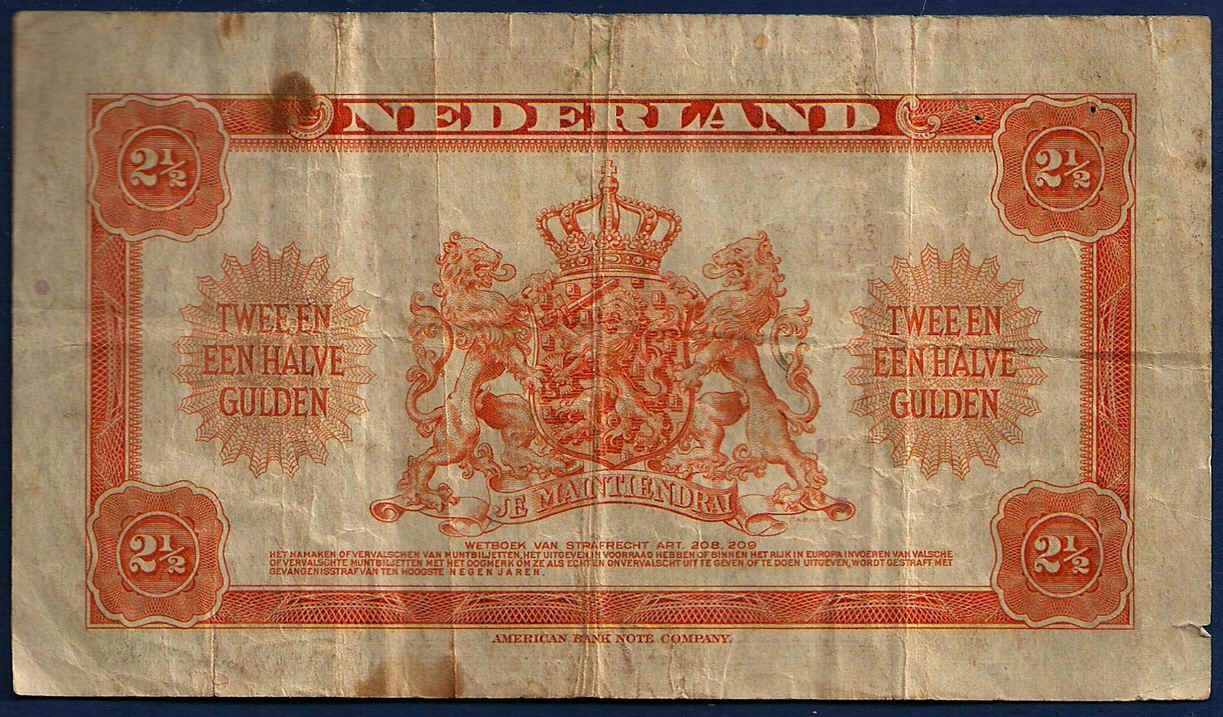 NEDERLAND
2½ 2½
TWEE EN
EEN HALVE
GULDEN
TWEE EN
EEN HALVE
GULDEN
JE MAINTIENDRAI
WETBOEK VAN STRAFRECHT ART. 208, 209
HET NAMAKEN OF VERVALSCHEN VAN MUNTBILJETTEN, HET UITGEVEN, IN VOORRAAD HEBBEN OF BINNEN HET RIJK IN EUROPA INVOEREN VAN VALSCHE
OF VERVALSCHTE MUNTBILJETTEN MET HET OOGMERK OM ZE ALS ECHT EN ONVERVALSCHT UIT TE GEVEN OF TE DOEN UITGEVEN, WORDT GESTRAFT MET
GEVANGENISSTRAF VAN TEN HOOGSTE NEGEN JAREN.
2½ 2½
AMERICAN BANK NOTE COMPANY.